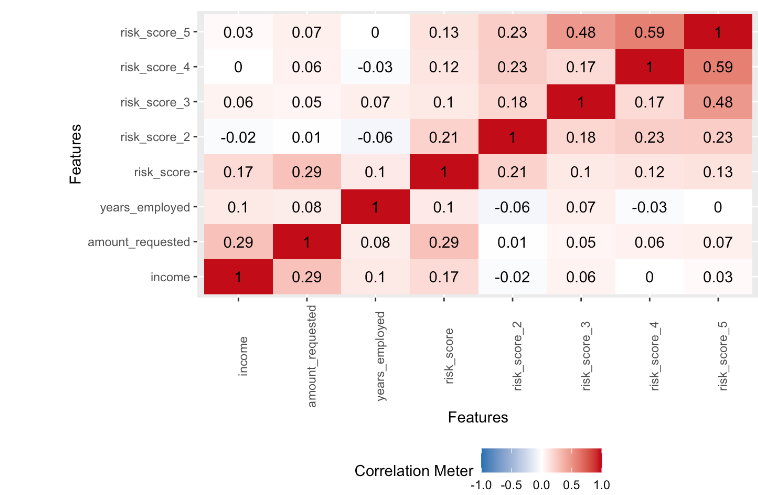 Features
risk_score_5 0.03 0.07 0 0.13 0.23 0.48 0.59 1
risk_score_4 0 0.06 -0.03 0.12 0.23 0.17 1 0.59
risk_score_3 0.06 0.05 0.07 0.1 0.18 1 0.17 0.48
risk_score_2 -0.02 0.01 -0.06 0.21 1 0.18 0.23 0.23
risk_score 0.17 0.29 0.1 1 0.21 0.1 0.12 0.13
years_employed 0.1 0.08 1 0.1 -0.06 0.07 -0.03 0
amount_requested 0.29 1 0.08 0.29 0.01 0.05 0.06 0.07
income 1 0.29 0.1 0.17 -0.02 0.06 0 0.03
income amount_requested years_employed risk_score risk_score_2 risk_score_3 risk_score_4 risk_score_5
Features
Correlation Meter
-1.0 -0.5 0.0 0.5 1.0